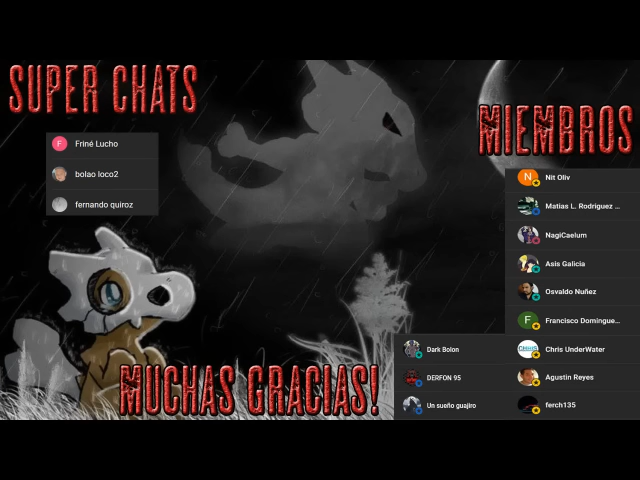 SUPER CHATS
F Friné Lucho
bolao loco2
fernando quiroz
MIEMBROS
N Nit Oliv
Matias L. Rodriguez ...
NagiCaelum
Asis Galicia
Osvaldo Nuñez
F Francisco Domingue...
Chris UnderWater
Agustin Reyes
ferch135
Dark Bolon
DERFON 95
Un sueño guajiro
MUCHAS GRACIAS!